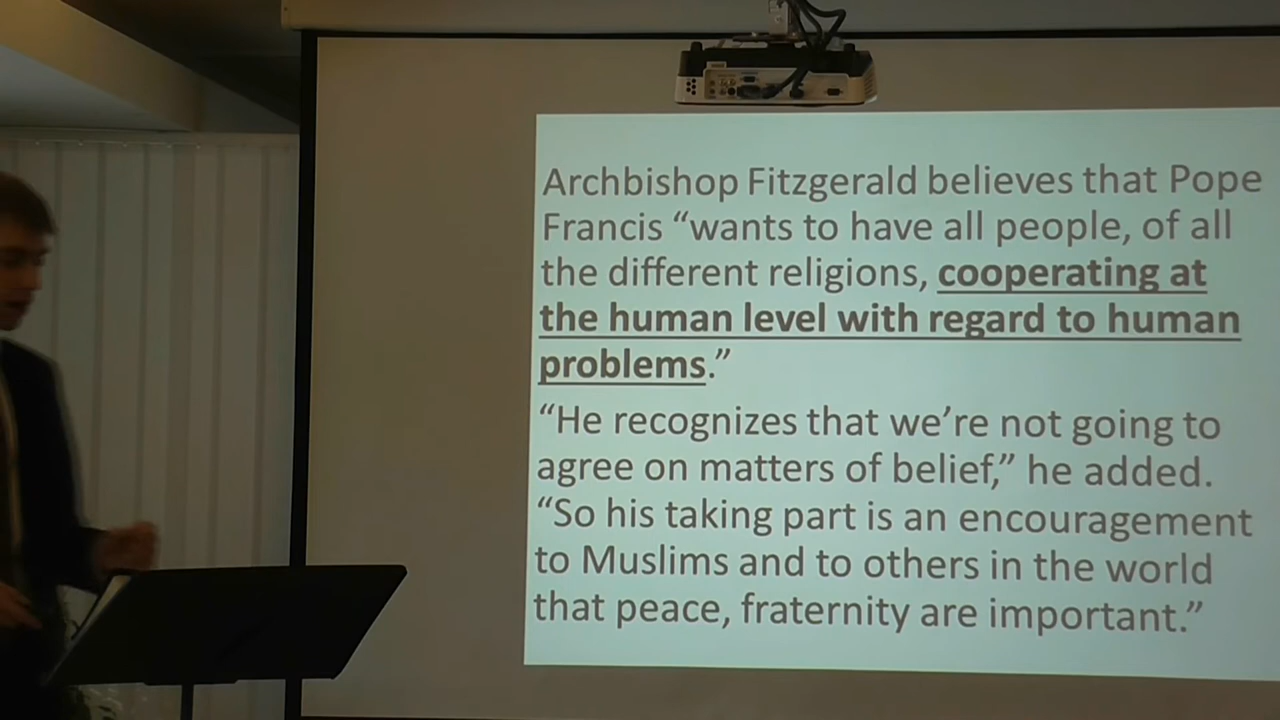 Archbishop Fitzgerald believes that Pope
Francis “wants to have all people, of all
the different religions, cooperating at
the human level with regard to human
problems.”
“He recognizes that we’re not going to
agree on matters of belief,” he added.
“So his taking part is an encouragement
to Muslims and to others in the world
that peace, fraternity are important.”